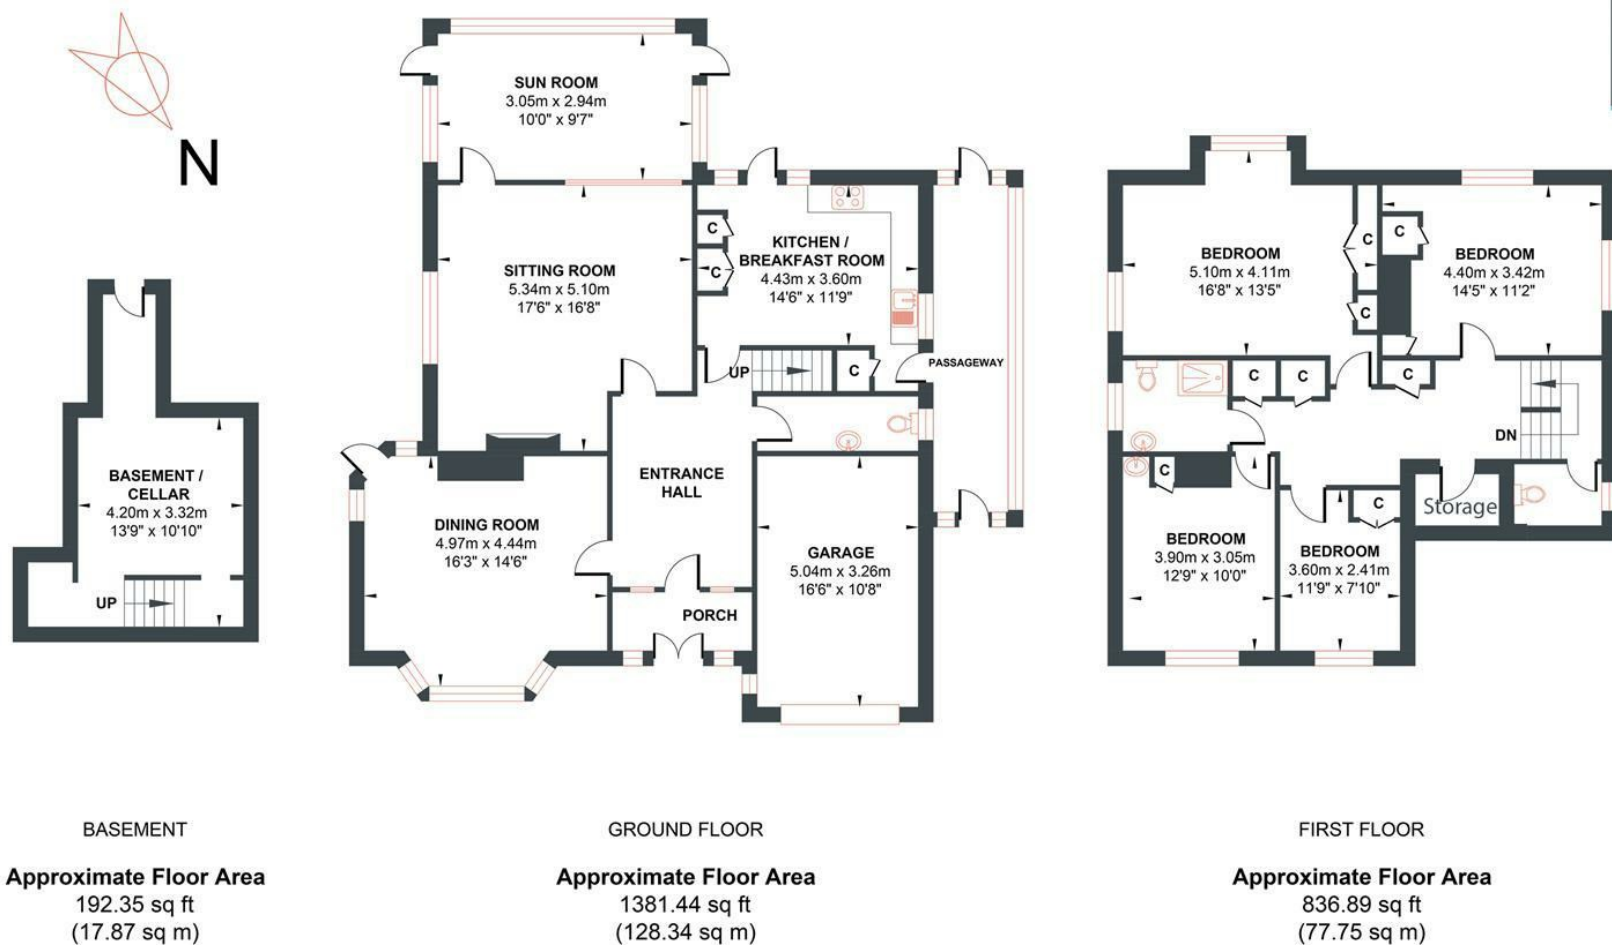 N
BASEMENT /
CELLAR
4.20m x 3.32m
13'9" x 10'10"
UP
BASEMENT
Approximate Floor Area
192.35 sq ft
(17.87 sq m)
SUN ROOM
3.05m x 2.94m
10'0" x 9'7"
SITTING ROOM
5.34m x 5.10m
17'6" x 16'8"
C
C
KITCHEN /
BREAKFAST ROOM
4.43m x 3.60m
14'6" x 11'9"
UP
C
PASSAGEWAY
ENTRANCE
HALL
DINING ROOM
4.97m x 4.44m
16'3" x 14'6"
GARAGE
5.04m x 3.26m
16'6" x 10'8"
PORCH
GROUND FLOOR
Approximate Floor Area
1381.44 sq ft
(128.34 sq m)
BEDROOM
5.10m x 4.11m
16'8" x 13'5"
C
C
C
BEDROOM
4.40m x 3.42m
14'5" x 11'2"
C
C
C
DN
C
BEDROOM
3.90m x 3.05m
12'9" x 10'0"
C
BEDROOM
3.60m x 2.41m
11'9" x 7'10"
Storage
FIRST FLOOR
Approximate Floor Area
836.89 sq ft
(77.75 sq m)